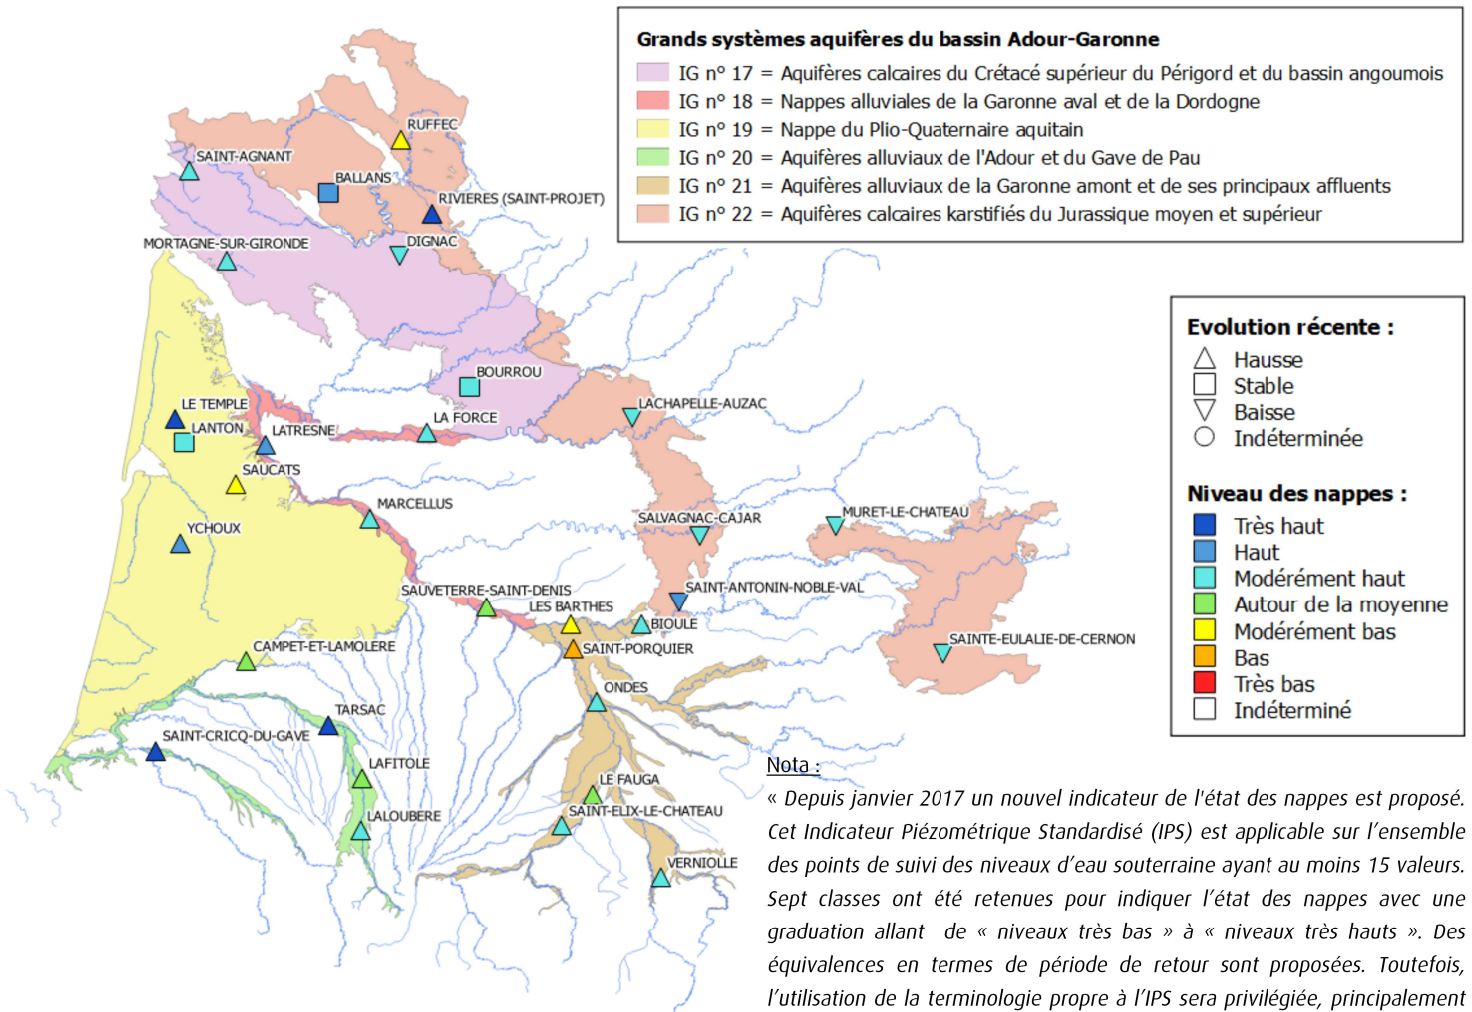 Grands systèmes aquifères du bassin Adour-Garonne
IG n° 17 = Aquifères calcaires du Crétacé supérieur du Périgord et du bassin angoumois
IG n° 18 = Nappes alluviales de la Garonne aval et de la Dordogne
IG n° 19 = Nappe du Plio-Quaternaire aquitain
IG n° 20 = Aquifères alluviaux de l'Adour et du Gave de Pau
IG n° 21 = Aquifères alluviaux de la Garonne amont et de ses principaux affluents
IG n° 22 = Aquifères calcaires karstifiés du Jurassique moyen et supérieur
RUFFEC
SAINT-AGNANT
BALLANS
RIVIERES (SAINT-PROJET)
MORTAGNE-SUR-GIRONDE
DIGNAC
BOURROU
LE TEMPLE
LANTON
LATRESNE
LA FORCE
LACHAPELLE-AUZAC
SAUCATS
MARCELLUS
YCHOUX
SALVAGNAC-CAJAR
MURET-LE-CHATEAU
SAUVETERRE-SAINT-DENIS
SAINT-ANTONIN-NOBLE-VAL
LES BARTHES
BIOULE
CAMPET-ET-LAMOLERE
SAINT-PORQUIER
SAINTE-EULALIE-DE-CERNON
ONDES
TARSAC
SAINT-CRICQ-DU-GAVE
LAFITOLE
LE FAUGA
LALOUBERE
SAINT-ELIX-LE-CHATEAU
VERNIOLLE
Evolution récente :
Hausse
Stable
Baisse
Indéterminée
Niveau des nappes :
Très haut
Haut
Modérément haut
Autour de la moyenne
Modérément bas
Bas
Très bas
Indéterminé
Nota :
« Depuis janvier 2017 un nouvel indicateur de l'état des nappes est proposé.
Cet Indicateur Piézométrique Standardisé (IPS) est applicable sur l'ensemble
des points de suivi des niveaux d'eau souterraine ayant au moins 15 valeurs.
Sept classes ont été retenues pour indiquer l'état des nappes avec une
graduation allant de « niveaux très bas » à « niveaux très hauts ». Des
équivalences en termes de période de retour sont proposées. Toutefois,
l'utilisation de la terminologie propre à l'IPS sera privilégiée, principalement